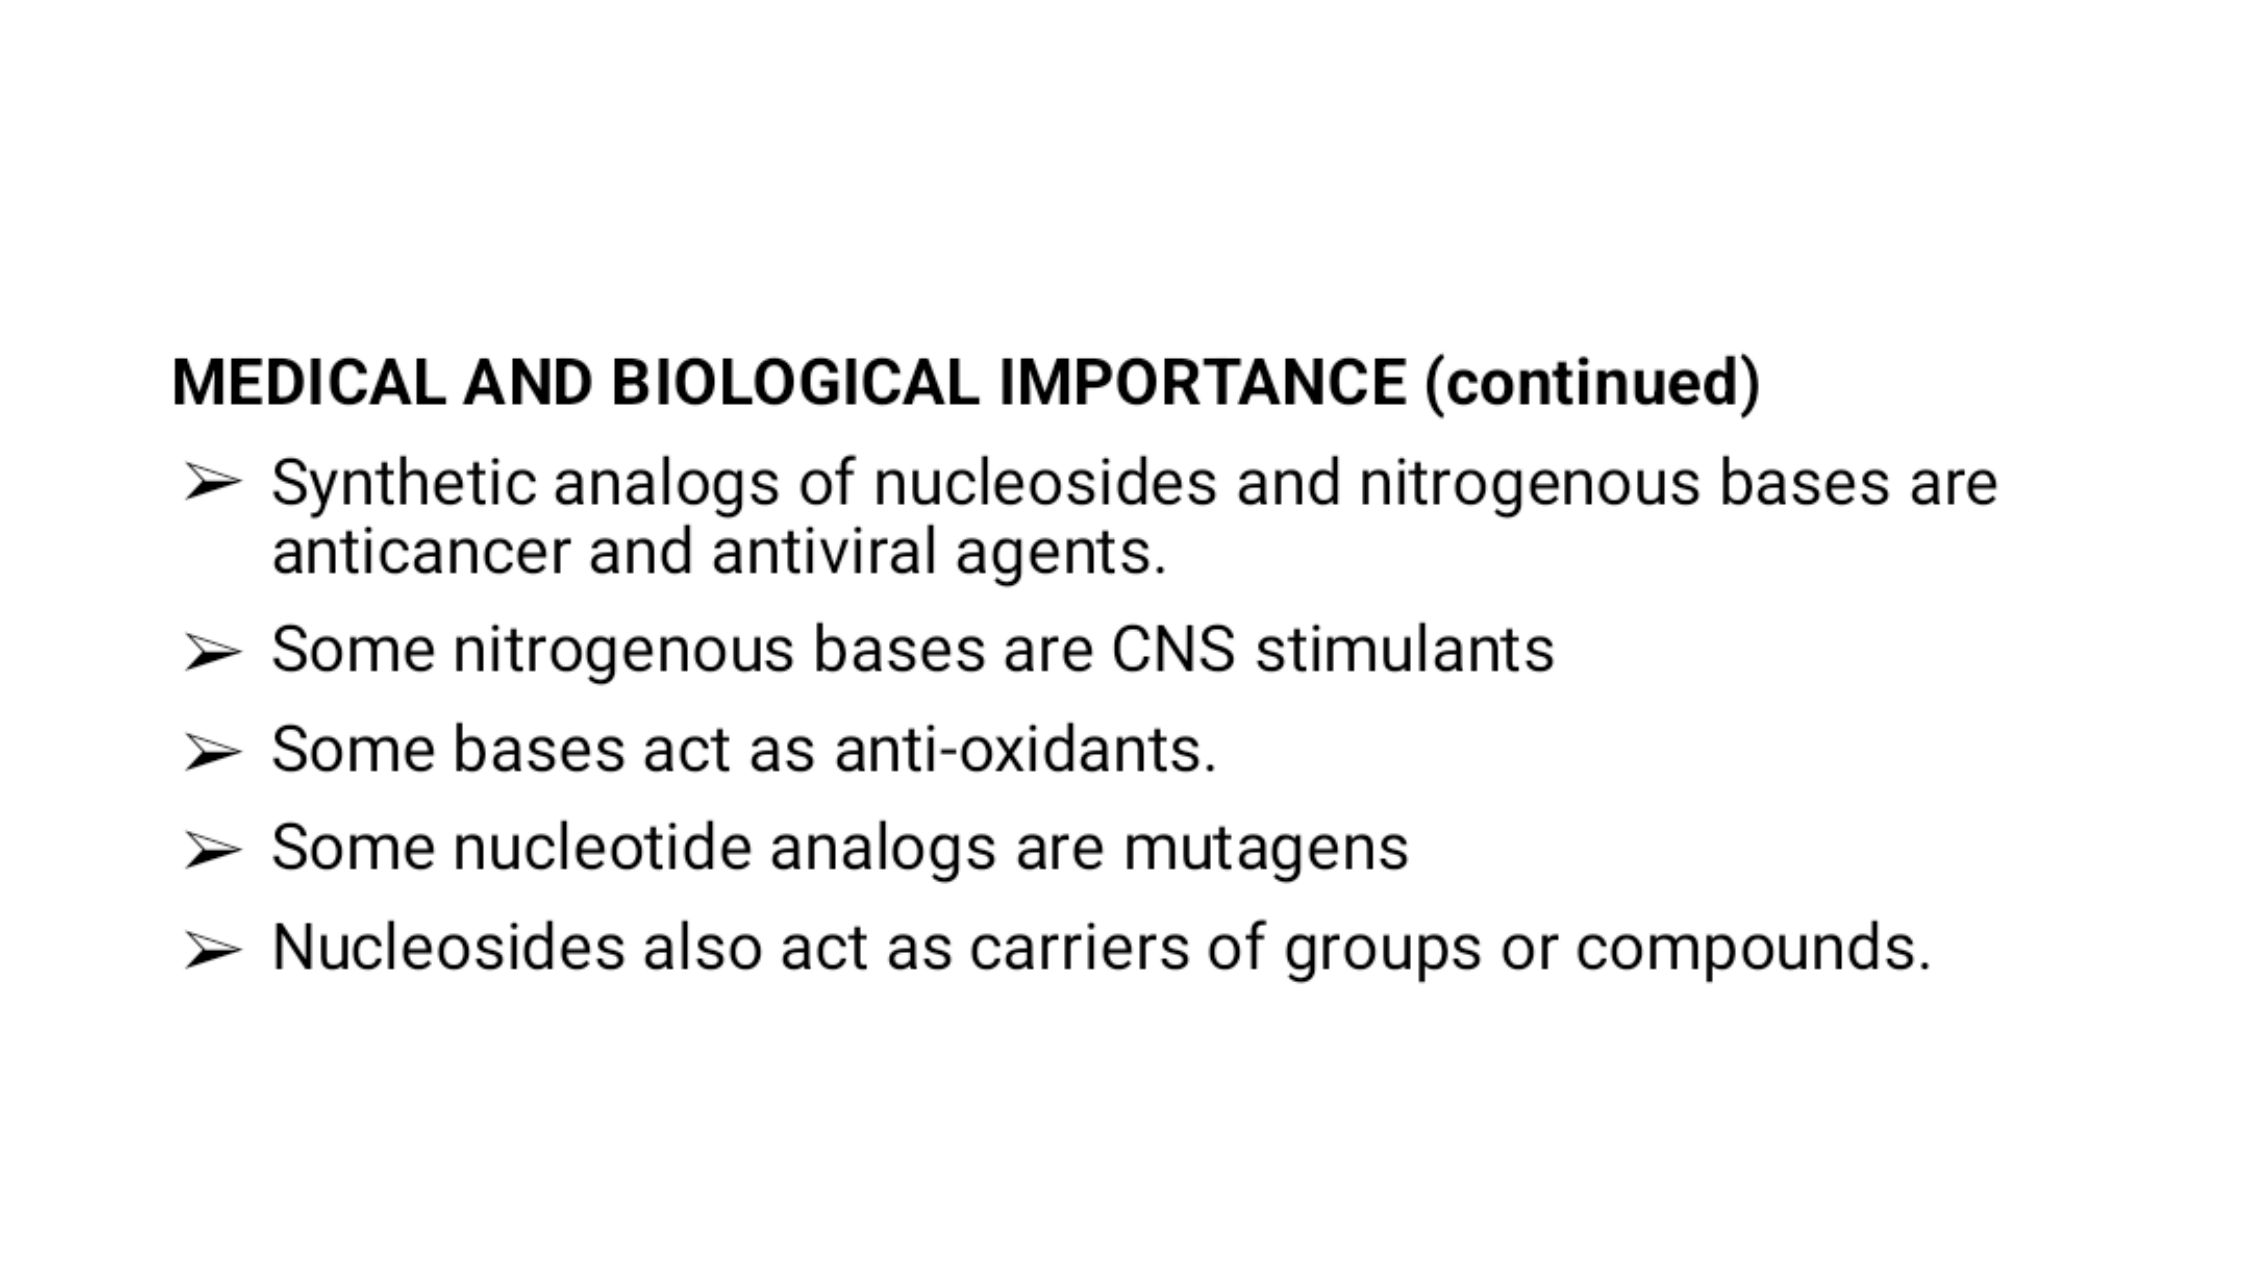 MEDICAL AND BIOLOGICAL IMPORTANCE (continued)
➢ Synthetic analogs of nucleosides and nitrogenous bases are
anticancer and antiviral agents.
➢ Some nitrogenous bases are CNS stimulants
➢ Some bases act as anti-oxidants.
➢ Some nucleotide analogs are mutagens
➢ Nucleosides also act as carriers of groups or compounds.